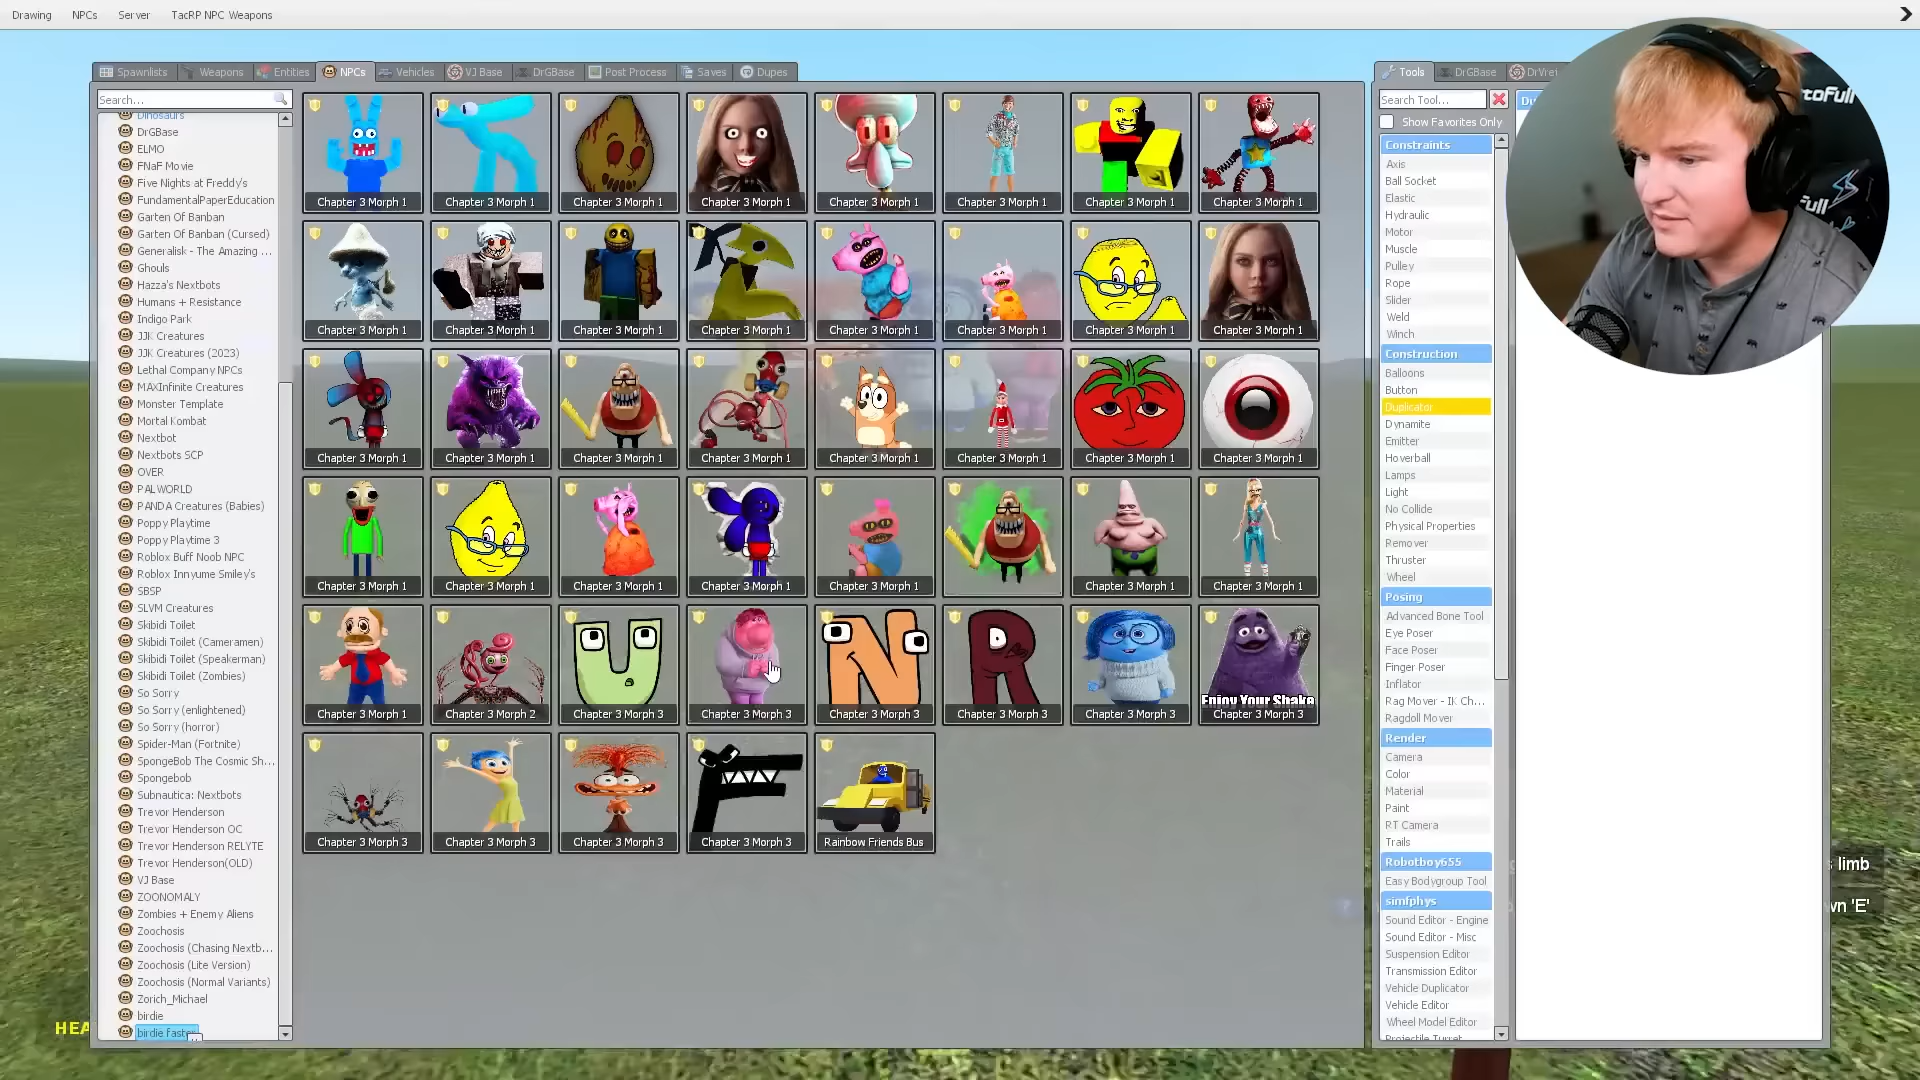 Drawing NPCs Server TacRP NPC Weapons
Spawnlists Weapons Entities NPCs Vehicles VJ Base DrGBase Post Process Saves Dupes
Search...
Dinosaurs
DrGBase
ELMO
FNaF Movie
Five Nights at Freddy's
FundamentalPaperEducation
Garten Of Banban
Garten Of Banban (Cursed)
Generalisk - The Amazing ...
Ghouls
Hazza's Nextbots
Humans + Resistance
Indigo Park
JJK Creatures
JJK Creatures (2023)
Lethal Company NPCs
MAXInfinite Creatures
Monster Template
Mortal Kombat
Nextbot
Nextbots SCP
OVER
PALWORLD
PANDA Creatures (Babies)
Poppy Playtime
Poppy Playtime 3
Roblox Buff Noob NPC
Roblox Innyume Smiley's
SBSP
SLVM Creatures
Skibidi Toilet
Skibidi Toilet (Cameramen)
Skibidi Toilet (Speakerman)
Skibidi Toilet (Zombies)
So Sorry
So Sorry (enlightened)
So Sorry (horror)
Spider-Man (Fortnite)
SpongeBob The Cosmic Sh...
Spongebob
Subnautica: Nextbots
Trevor Henderson
Trevor Henderson OC
Trevor Henderson RELYTE
Trevor Henderson(OLD)
VJ Base
ZOONOMALY
Zombies + Enemy Aliens
Zoochosis
Zoochosis (Chasing Nextb...
Zoochosis (Lite Version)
Zoochosis (Normal Variants)
Zorich_Michael
birdie
birdie faster
HEA
Chapter 3 Morph 1 Chapter 3 Morph 1 Chapter 3 Morph 1 Chapter 3 Morph 1 Chapter 3 Morph 1 Chapter 3 Morph 1 Chapter 3 Morph 1 Chapter 3 Morph 1
Chapter 3 Morph 1 Chapter 3 Morph 1 Chapter 3 Morph 1 Chapter 3 Morph 1 Chapter 3 Morph 1 Chapter 3 Morph 1 Chapter 3 Morph 1 Chapter 3 Morph 1
Chapter 3 Morph 1 Chapter 3 Morph 1 Chapter 3 Morph 1 Chapter 3 Morph 1 Chapter 3 Morph 1 Chapter 3 Morph 1 Chapter 3 Morph 1 Chapter 3 Morph 1
Chapter 3 Morph 1 Chapter 3 Morph 1 Chapter 3 Morph 1 Chapter 3 Morph 1 Chapter 3 Morph 1 Chapter 3 Morph 1 Chapter 3 Morph 1
Enjoy Your Shake
Chapter 3 Morph 1 Chapter 3 Morph 2 Chapter 3 Morph 3 Chapter 3 Morph 3 Chapter 3 Morph 3 Chapter 3 Morph 3 Chapter 3 Morph 3 Chapter 3 Morph 3
Chapter 3 Morph 3 Chapter 3 Morph 3 Chapter 3 Morph 3 Chapter 3 Morph 3 Rainbow Friends Bus
Tools DrGBase DrVrej
Search Tool...
Show Favorites Only
Constraints
Axis
Ball Socket
Elastic
Hydraulic
Motor
Muscle
Pulley
Rope
Slider
Weld
Winch
Construction
Balloons
Button
Duplicator
Dynamite
Emitter
Hoverball
Lamps
Light
No Collide
Physical Properties
Remover
Thruster
Wheel
Posing
Advanced Bone Tool
Eye Poser
Face Poser
Finger Poser
Inflator
Rag Mover - IK Ch...
Ragdoll Mover
Render
Camera
Color
Material
Paint
RT Camera
Trails
Robotboy655
Easy Bodygroup Tool
simfphys
Sound Editor - Engine
Sound Editor - Misc
Suspension Editor
Transmission Editor
Vehicle Duplicator
Vehicle Editor
Wheel Model Editor
Projectile Turret
Du
toFull
Full
limb
wn 'E'